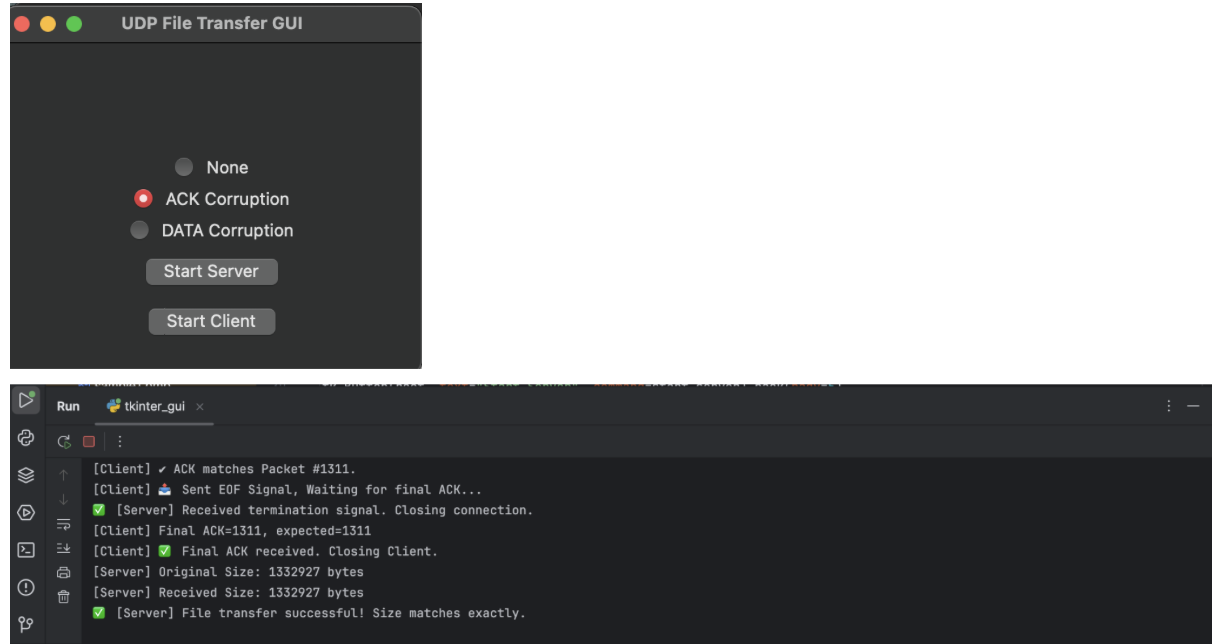 UDP File Transfer GUI
None
ACK Corruption
DATA Corruption
Start Server
Start Client
Run tkinter_gui
[Client] ✔ ACK matches Packet #1311.
[Client] 📤 Sent EOF Signal, Waiting for final ACK...
✅ [Server] Received termination signal. Closing connection.
[Client] Final ACK=1311, expected=1311
[Client] ✅ Final ACK received. Closing Client.
[Server] Original Size: 1332927 bytes
[Server] Received Size: 1332927 bytes
✅ [Server] File transfer successful! Size matches exactly.